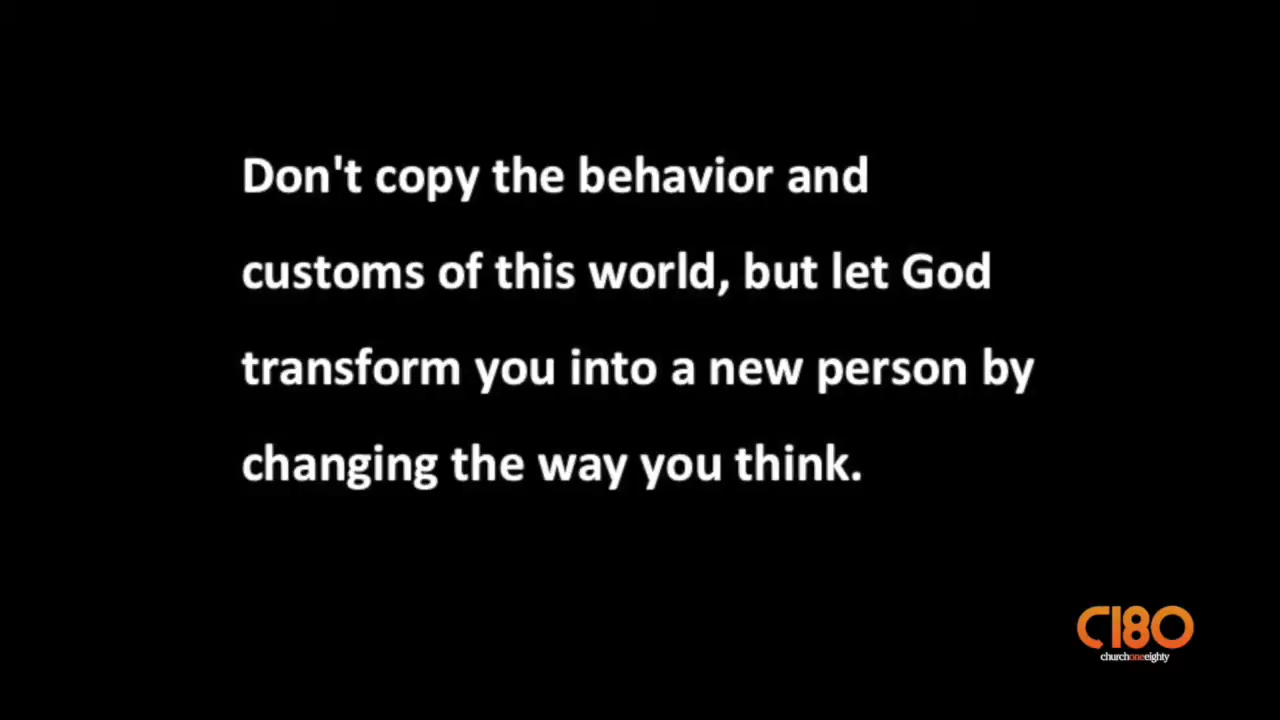 Don't copy the behavior and
customs of this world, but let God
transform you into a new person by
changing the way you think.
C180
churchoneeighty